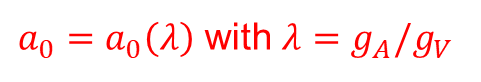 𝑎₀ = 𝑎₀(𝜆) with 𝜆 = 𝑔_A/𝑔_V